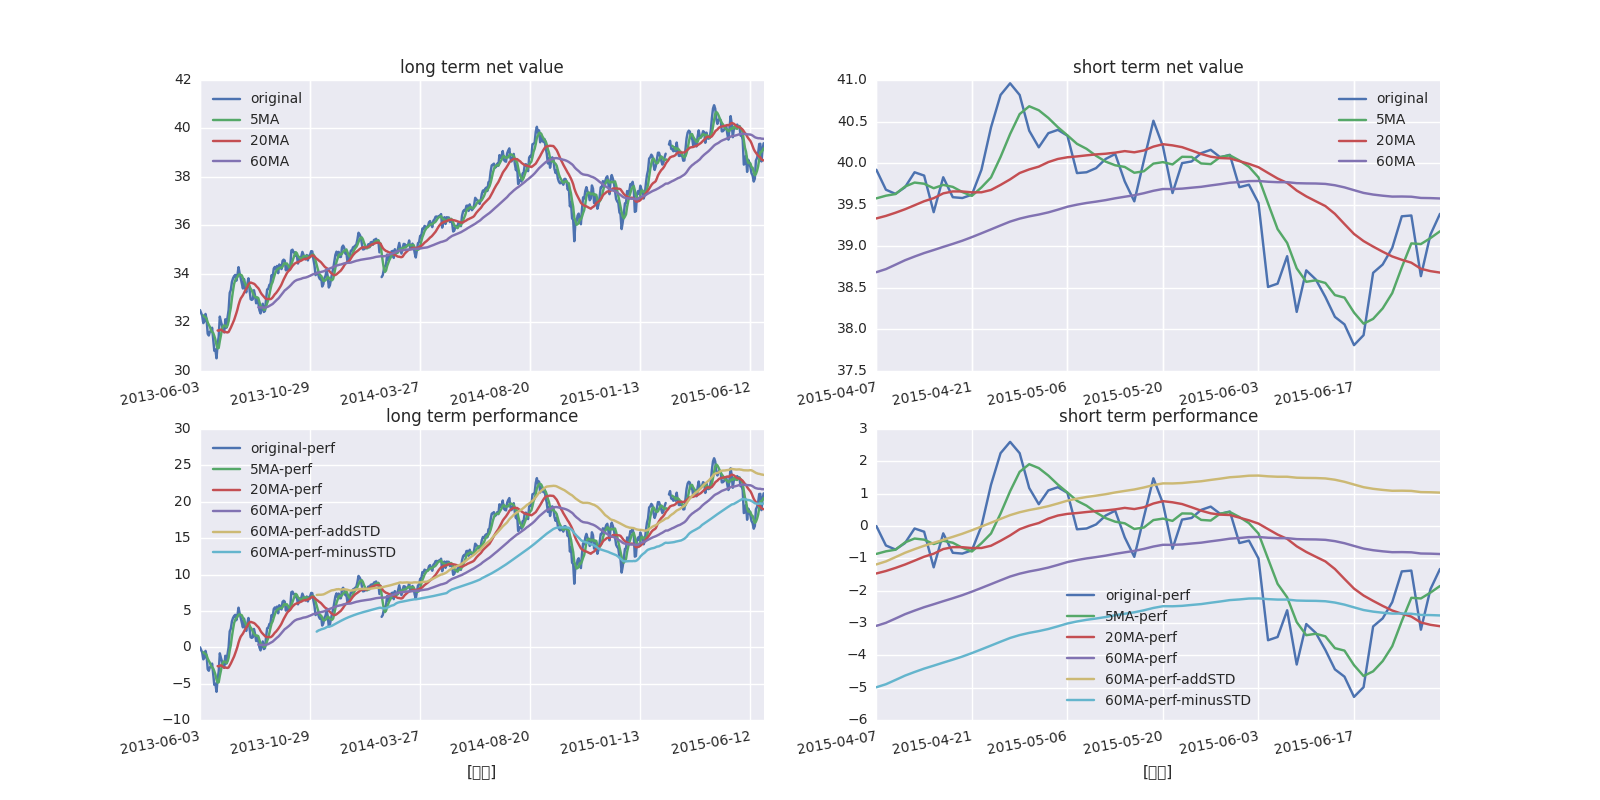 long term net value
42
40
38
36
34
32
30
original
5MA
20MA
60MA
2013-06-03
2013-10-29
2014-03-27
2014-08-20
2015-01-13
2015-06-12
short term net value
41.0
40.5
40.0
39.5
39.0
38.5
38.0
37.5
original
5MA
20MA
60MA
2015-04-07
2015-04-21
2015-05-06
2015-05-20
2015-06-03
2015-06-17
long term performance
30
25
20
15
10
5
0
−5
−10
original-perf
5MA-perf
20MA-perf
60MA-perf
60MA-perf-addSTD
60MA-perf-minusSTD
2013-06-03
2013-10-29
2014-03-27
2014-08-20
2015-01-13
2015-06-12
short term performance
3
2
1
0
−1
−2
−3
−4
−5
−6
original-perf
5MA-perf
20MA-perf
60MA-perf
60MA-perf-addSTD
60MA-perf-minusSTD
2015-04-07
2015-04-21
2015-05-06
2015-05-20
2015-06-03
2015-06-17